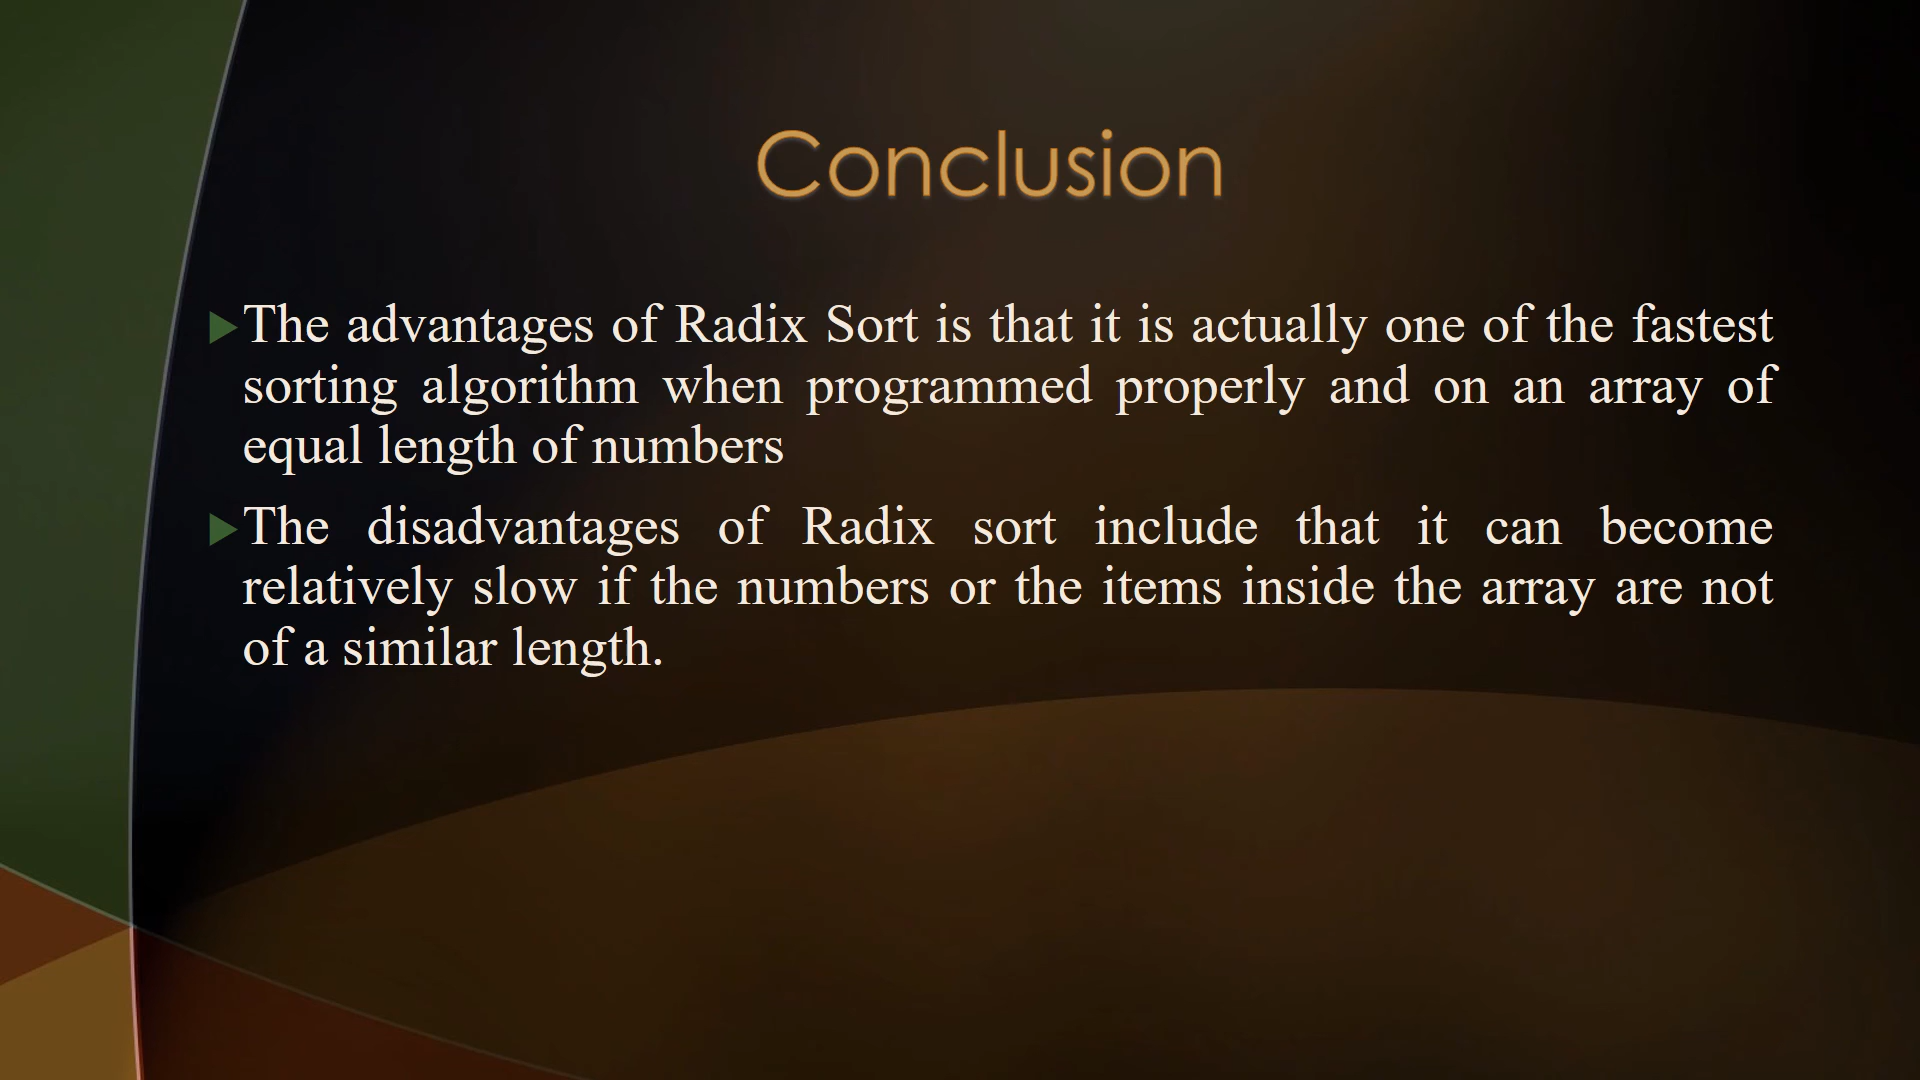 Conclusion
The advantages of Radix Sort is that it is actually one of the fastest
sorting algorithm when programmed properly and on an array of
equal length of numbers
The disadvantages of Radix sort include that it can become
relatively slow if the numbers or the items inside the array are not
of a similar length.